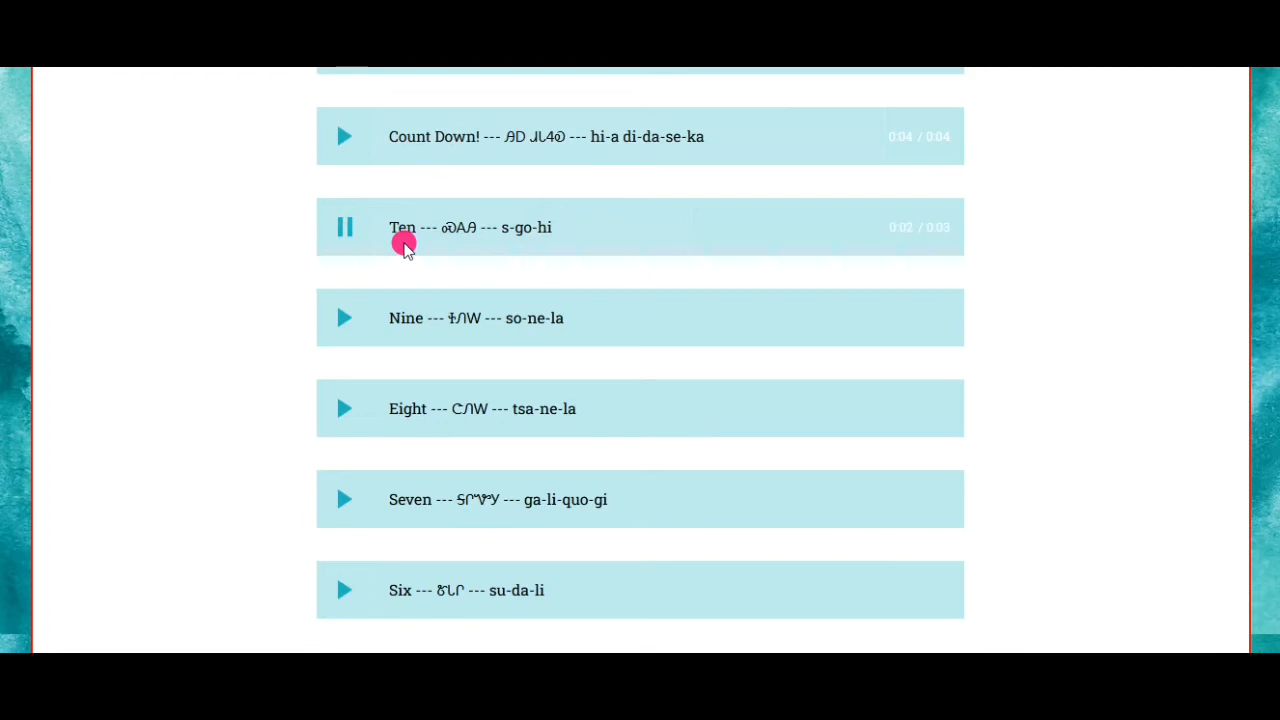 Count Down! --- ᎯᎠ ᏗᏓᏎᎧ --- hi-a di-da-se-ka
0:04 / 0:04
Ten --- ᏍᎪᎯ --- s-go-hi
0:02 / 0:03
Nine --- ᏐᏁᎳ --- so-ne-la
Eight --- ᏣᏁᎳ --- tsa-ne-la
Seven --- ᎦᎵᏉᎩ --- ga-li-quo-gi
Six --- ᏑᏓᎵ --- su-da-li